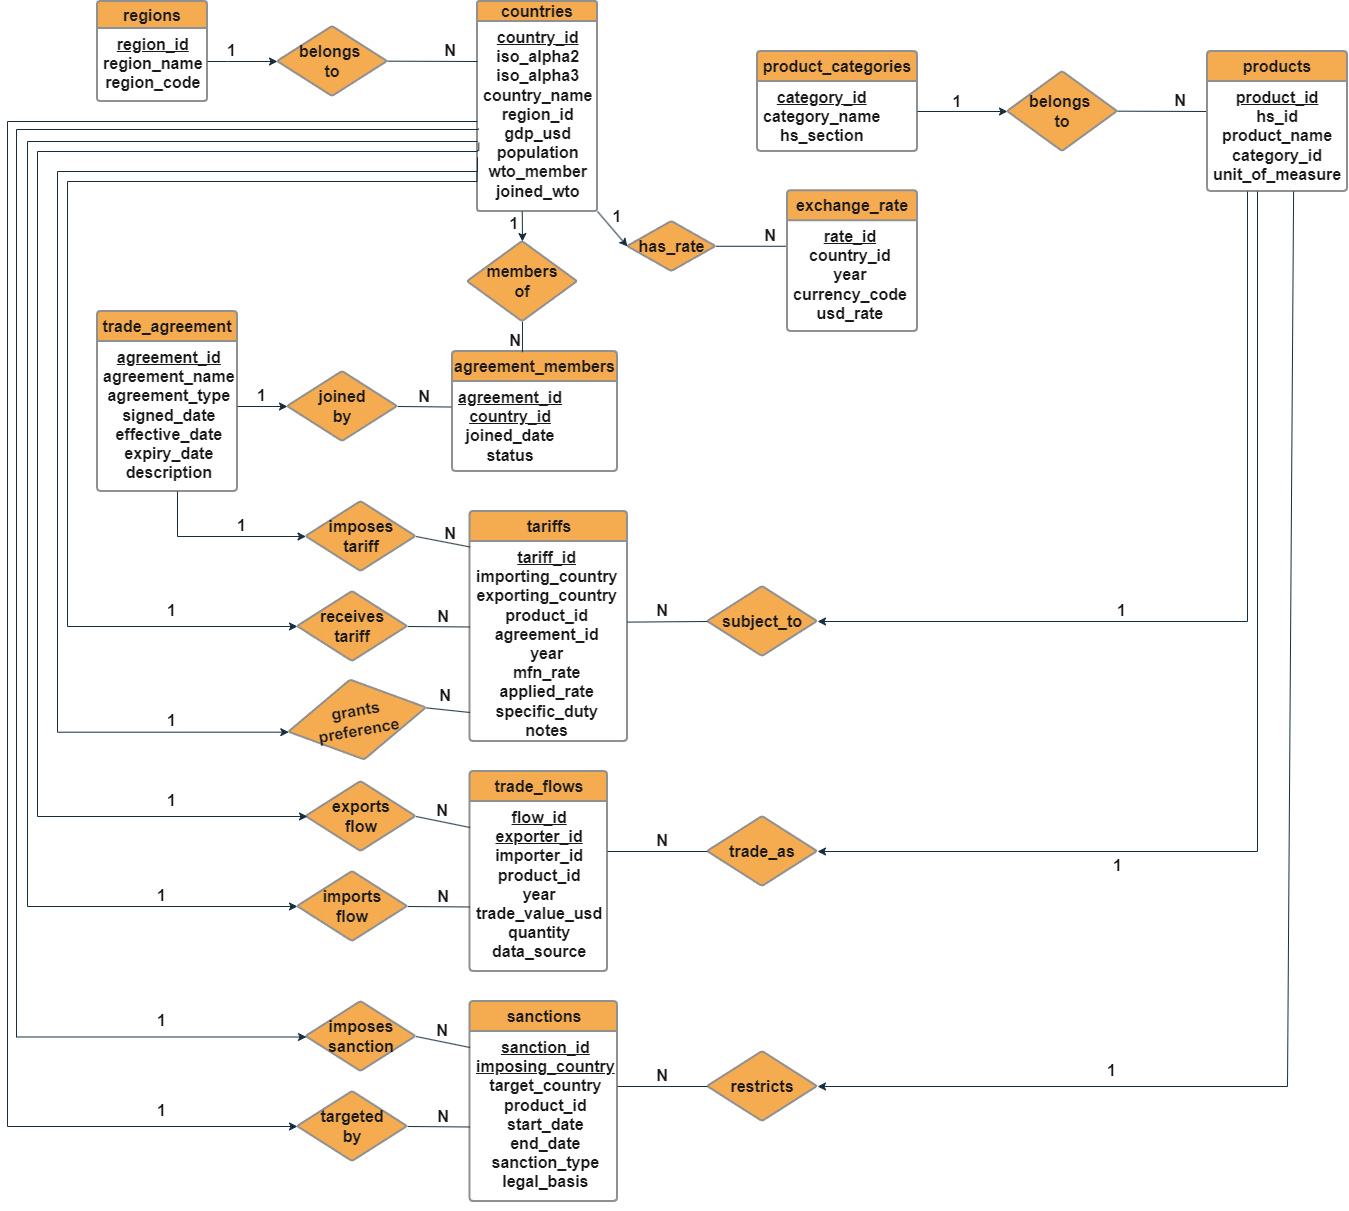 regions
region_id
region_name
region_code
1
belongs
to
N
countries
country_id
iso_alpha2
iso_alpha3
country_name
region_id
gdp_usd
population
wto_member
joined_wto
product_categories
category_id
category_name
hs_section
1
belongs
to
N
products
product_id
hs_id
product_name
category_id
unit_of_measure
1
has_rate
N
exchange_rate
rate_id
country_id
year
currency_code
usd_rate
1
members
of
N
trade_agreement
agreement_id
agreement_name
agreement_type
signed_date
effective_date
expiry_date
description
1
joined
by
N
agreement_members
agreement_id
country_id
joined_date
status
1
imposes
tariff
N
tariffs
tariff_id
importing_country
exporting_country
product_id
agreement_id
year
mfn_rate
applied_rate
specific_duty
notes
1
receives
tariff
N
N
subject_to
1
1
grants
preference
N
1
exports
flow
N
trade_flows
flow_id
exporter_id
importer_id
product_id
year
trade_value_usd
quantity
data_source
N
trade_as
1
1
imports
flow
N
1
imposes
sanction
N
sanctions
sanction_id
imposing_country
target_country
product_id
start_date
end_date
sanction_type
legal_basis
N
restricts
1
1
targeted
by
N